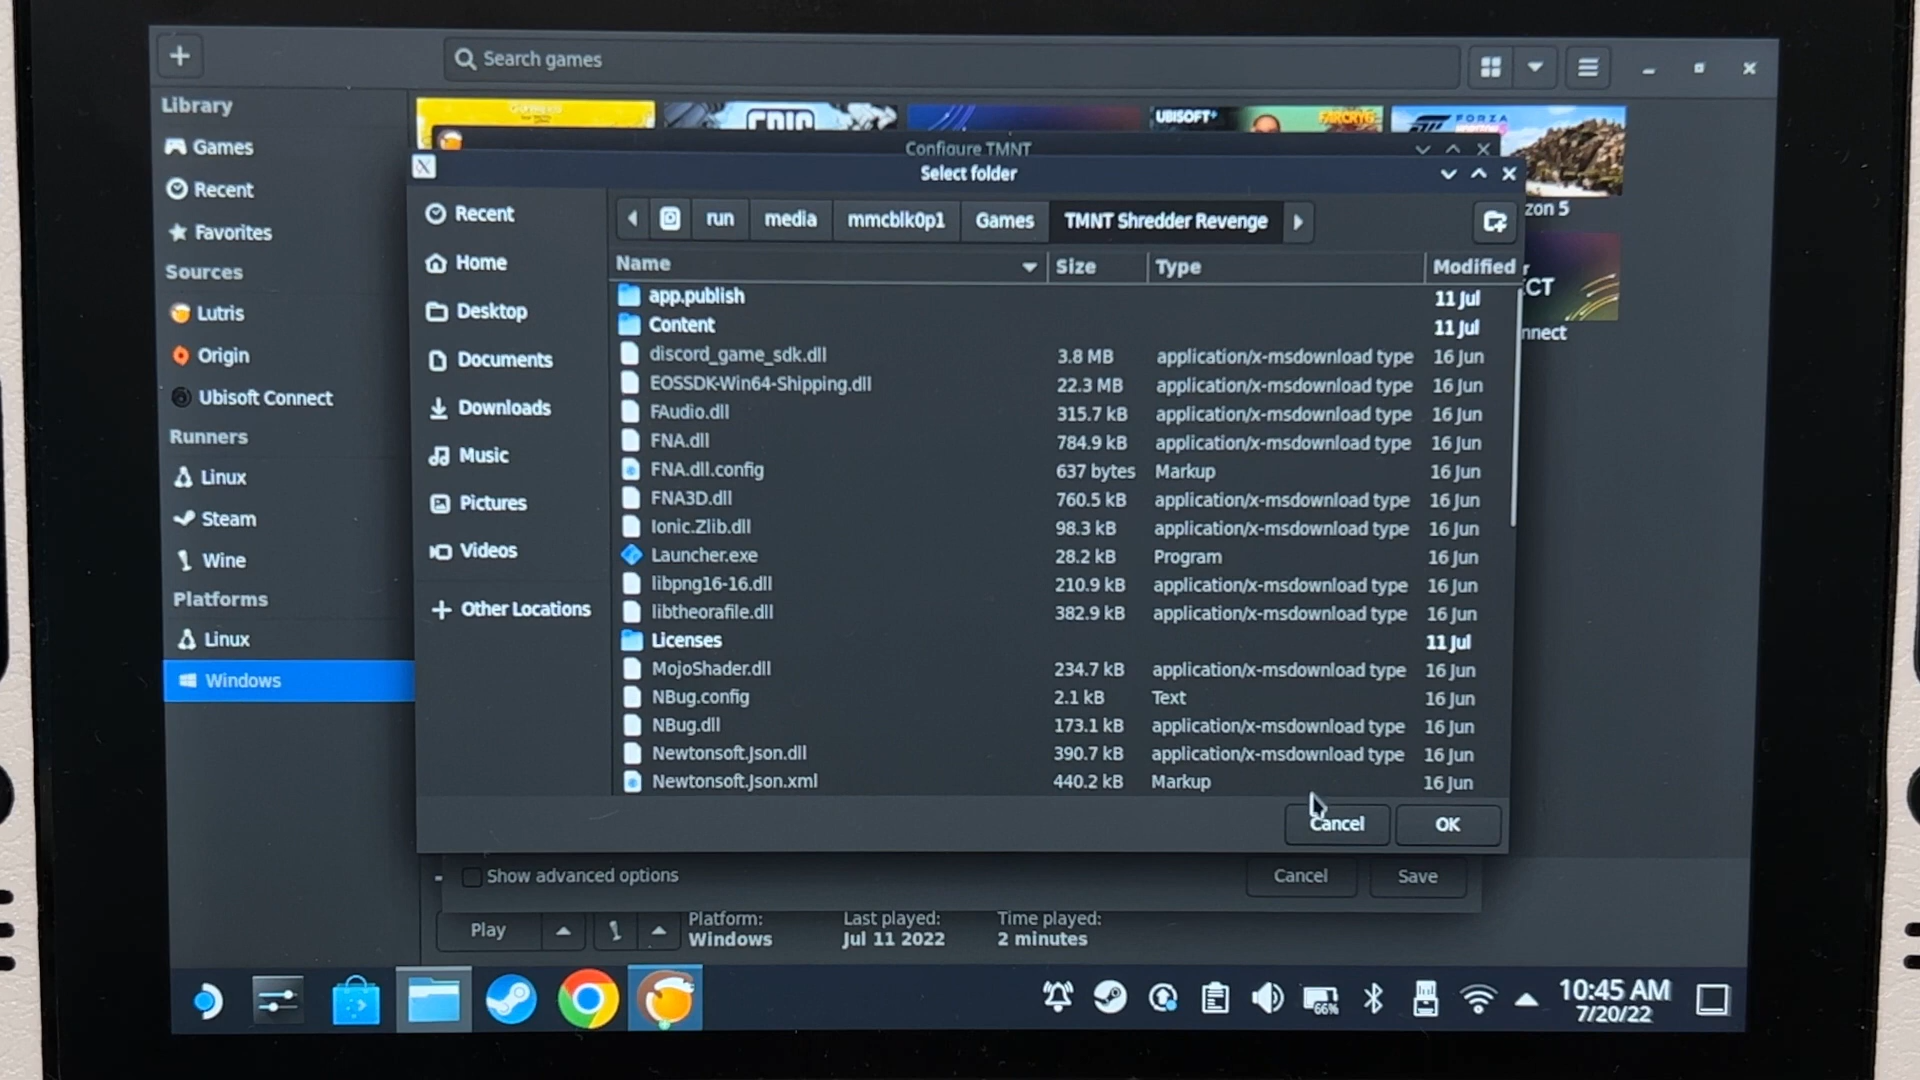 Search games
Library
Games
Recent
Favorites
Sources
Lutris
Origin
Ubisoft Connect
Runners
Linux
Steam
Wine
Platforms
Linux
Windows
EPIC
UBISOFT+
FARCRY6
FORZA
zon 5
CT
nnect
Configure TMNT
Select folder
Recent
Home
Desktop
Documents
Downloads
Music
Pictures
Videos
Other Locations
run media mmcblk0p1 Games TMNT Shredder Revenge
Name Size Type Modified
app.publish 11 Jul
Content 11 Jul
discord_game_sdk.dll 3.8 MB application/x-msdownload type 16 Jun
EOSSDK-Win64-Shipping.dll 22.3 MB application/x-msdownload type 16 Jun
FAudio.dll 315.7 kB application/x-msdownload type 16 Jun
FNA.dll 784.9 kB application/x-msdownload type 16 Jun
FNA.dll.config 637 bytes Markup 16 Jun
FNA3D.dll 760.5 kB application/x-msdownload type 16 Jun
Ionic.Zlib.dll 98.3 kB application/x-msdownload type 16 Jun
Launcher.exe 28.2 kB Program 16 Jun
libpng16-16.dll 210.9 kB application/x-msdownload type 16 Jun
libtheorafile.dll 382.9 kB application/x-msdownload type 16 Jun
Licenses 11 Jul
MojoShader.dll 234.7 kB application/x-msdownload type 16 Jun
NBug.config 2.1 kB Text 16 Jun
NBug.dll 173.1 kB application/x-msdownload type 16 Jun
Newtonsoft.Json.dll 390.7 kB application/x-msdownload type 16 Jun
Newtonsoft.Json.xml 440.2 kB Markup 16 Jun
Cancel OK
Show advanced options Cancel Save
Play
Platform: Last played: Time played:
Windows Jul 11 2022 2 minutes
66%
10:45 AM
7/20/22